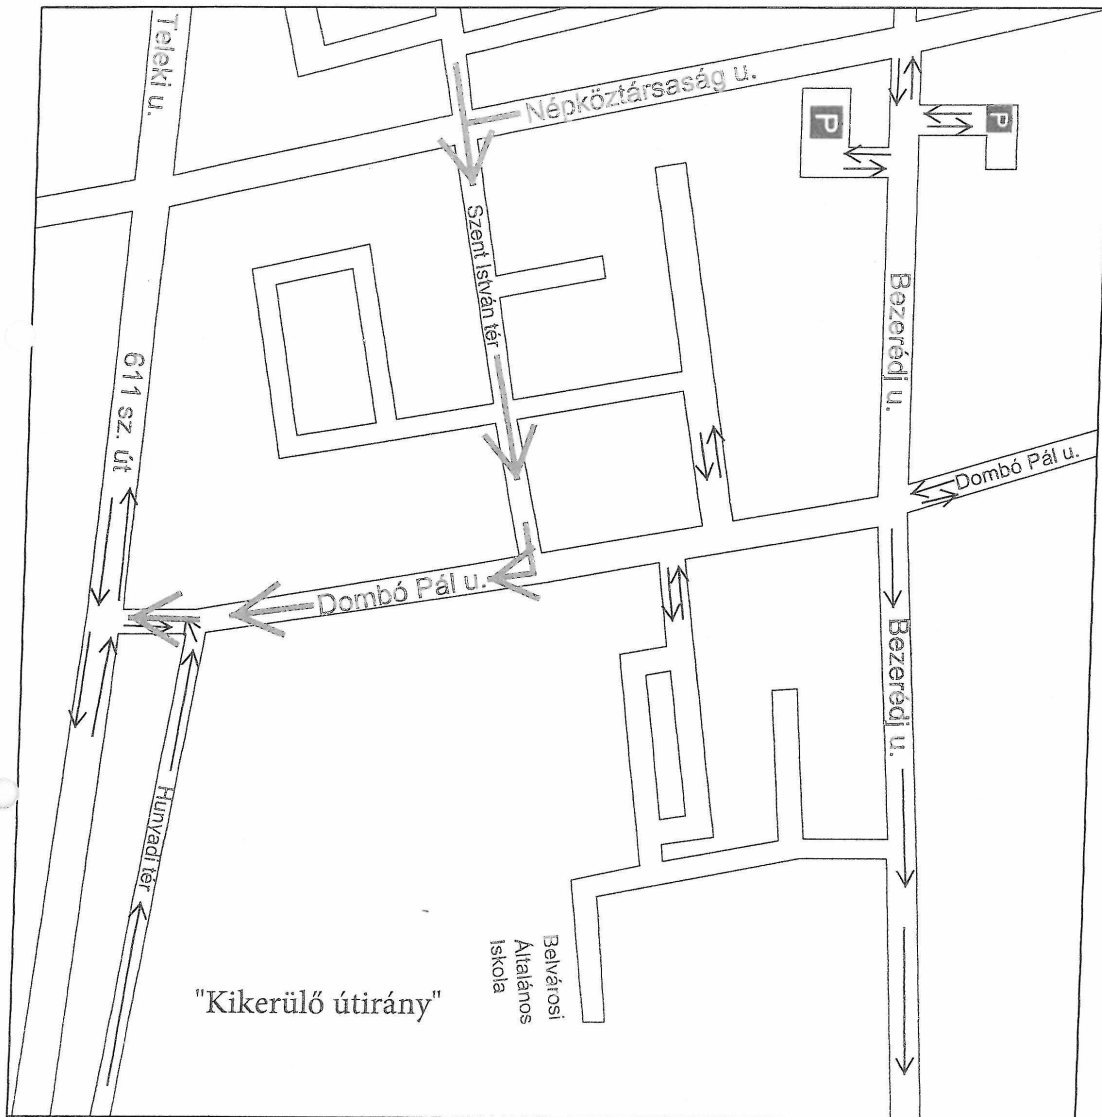 Teleki u.
Népköztársaság u.
P
P
Szent István tér
Bezerédj u.
611 sz. út
Dombó Pál u.
Dombó Pál u.
Bezerédj u.
Hunyadi tér
Belvárosi
Általános
Iskola
"Kikerülő útirány"